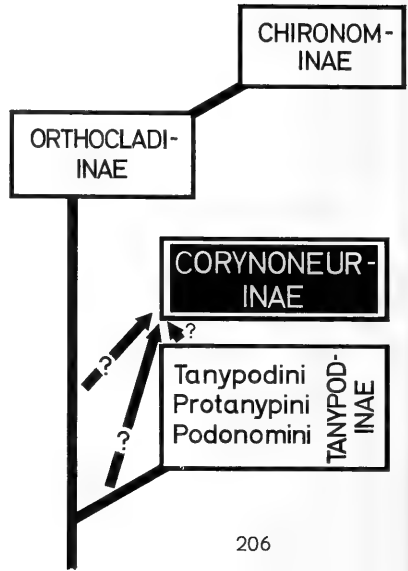 CHIRONOM-
INAE
ORTHOCLADI-
INAE
CORYNONEUR-
INAE
?
?
?
Tanypodini
Protanypini
Podonomini
TANYPOD-
INAE
206